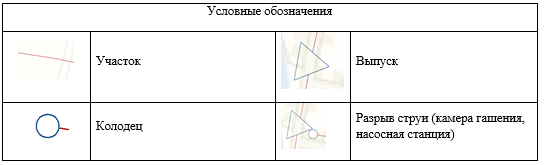 Условные обозначения
Участок
Выпуск
Колодец
Разрыв струи (камера гашения,
насосная станция)